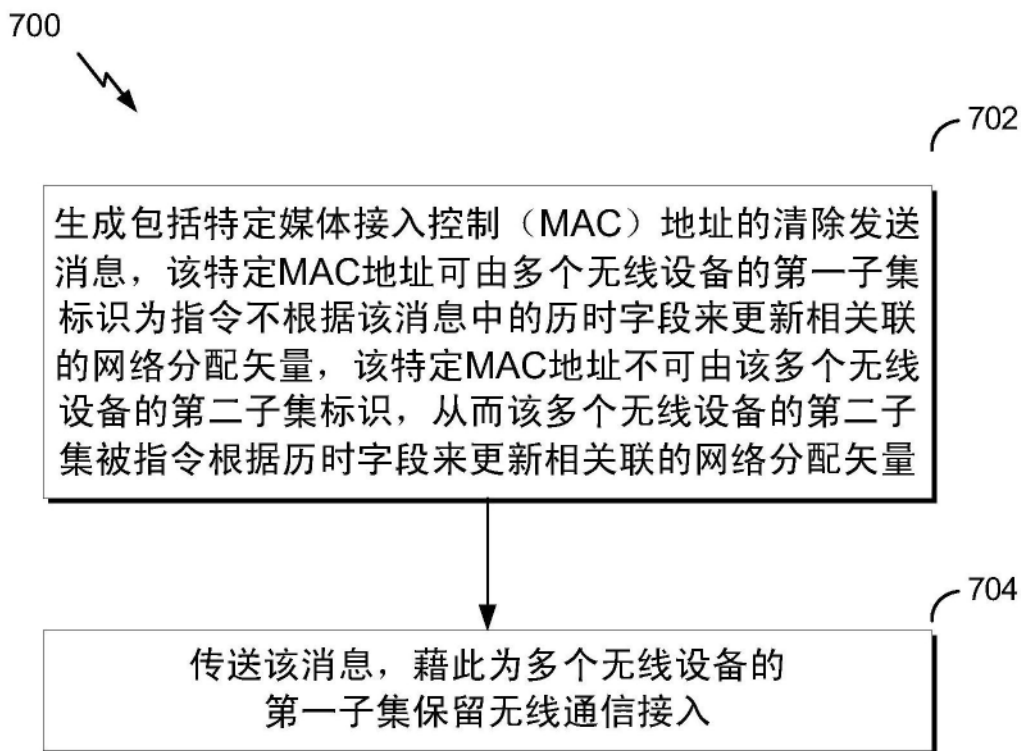 700
702
生成包括特定媒体接入控制（MAC）地址的清除发送
消息，该特定MAC地址可由多个无线设备的第一子集
标识为指令不根据该消息中的历时字段来更新相关联
的网络分配矢量，该特定MAC地址不可由该多个无线
设备的第二子集标识，从而该多个无线设备的第二子
集被指令根据历时字段来更新相关联的网络分配矢量
704
传送该消息，藉此为多个无线设备的
第一子集保留无线通信接入